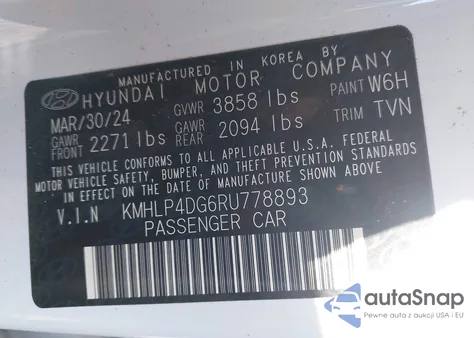 MANUFACTURED IN KOREA BY
HYUNDAI MOTOR COMPANY
MAR/30/24 GVWR 3858 lbs PAINT W6H
GAWR FRONT 2271 lbs GAWR REAR 2094 lbs TRIM TVN
THIS VEHICLE CONFORMS TO ALL APPLICABLE U.S.A. FEDERAL
MOTOR VEHICLE SAFETY, BUMPER, AND THEFT PREVENTION
STANDARDS IN EFFECT ON THE DATE OF MANUFACTURE SHOWN ABOVE.
V.I.N KMHLP4DG6RU778893
PASSENGER CAR
autoSnap
Pewne auta z aukcji USA i EU